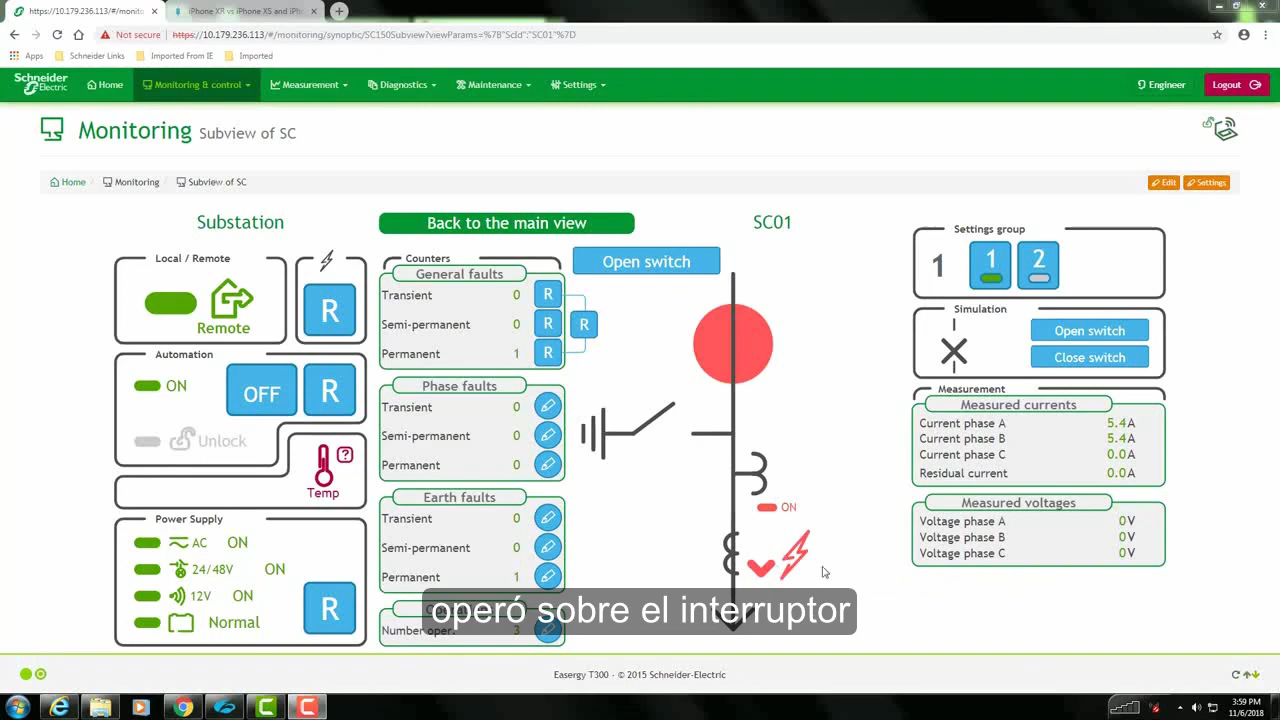 https://10.179.236.113/#/monito
iPhone XR vs iPhone XS and iPho
Not secure
https://10.179.236.113/#/monitoring/synoptic/SC150Subview?viewParams=%7B"ScId":"SC01"%7D
Apps
Schneider Links
Imported From IE
Imported
Schneider
Electric
Home
Monitoring & control
Measurement
Diagnostics
Maintenance
Settings
Engineer
Logout
Monitoring Subview of SC
Home / Monitoring / Subview of SC
Edit
Settings
Substation
Back to the main view
SC01
Local / Remote
Remote
R
Automation
ON
OFF
R
Unlock
?
Temp
Power Supply
AC ON
24/48V ON
12V ON
Normal
R
Counters
General faults
Transient 0 R
Semi-permanent 0 R
R
Permanent 1 R
Phase faults
Transient 0
Semi-permanent 0
Permanent 0
Earth faults
Transient 0
Semi-permanent 0
Permanent 1
Number oper. 3
Open switch
ON
Settings group
1 1 2
Simulation
Open switch
Close switch
Measurement
Measured currents
Current phase A 5.4A
Current phase B 5.4A
Current phase C 0.0A
Residual current 0.0A
Measured voltages
Voltage phase A 0V
Voltage phase B 0V
Voltage phase C 0V
operó sobre el interruptor
Easergy T300 - © 2015 Schneider-Electric
3:59 PM
11/6/2018